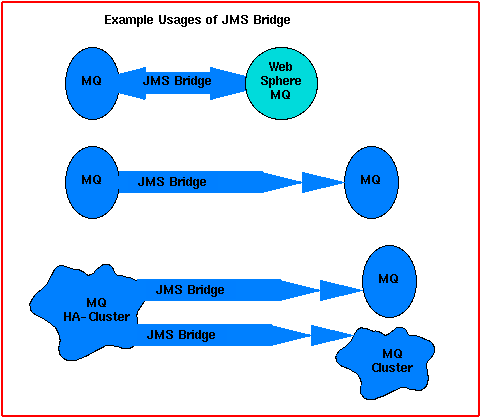 Example Usages of JMS Bridge
MQ
JMS Bridge
Web
Sphere
MQ
MQ
JMS Bridge
MQ
MQ
HA-Cluster
JMS Bridge
MQ
JMS Bridge
MQ
Cluster